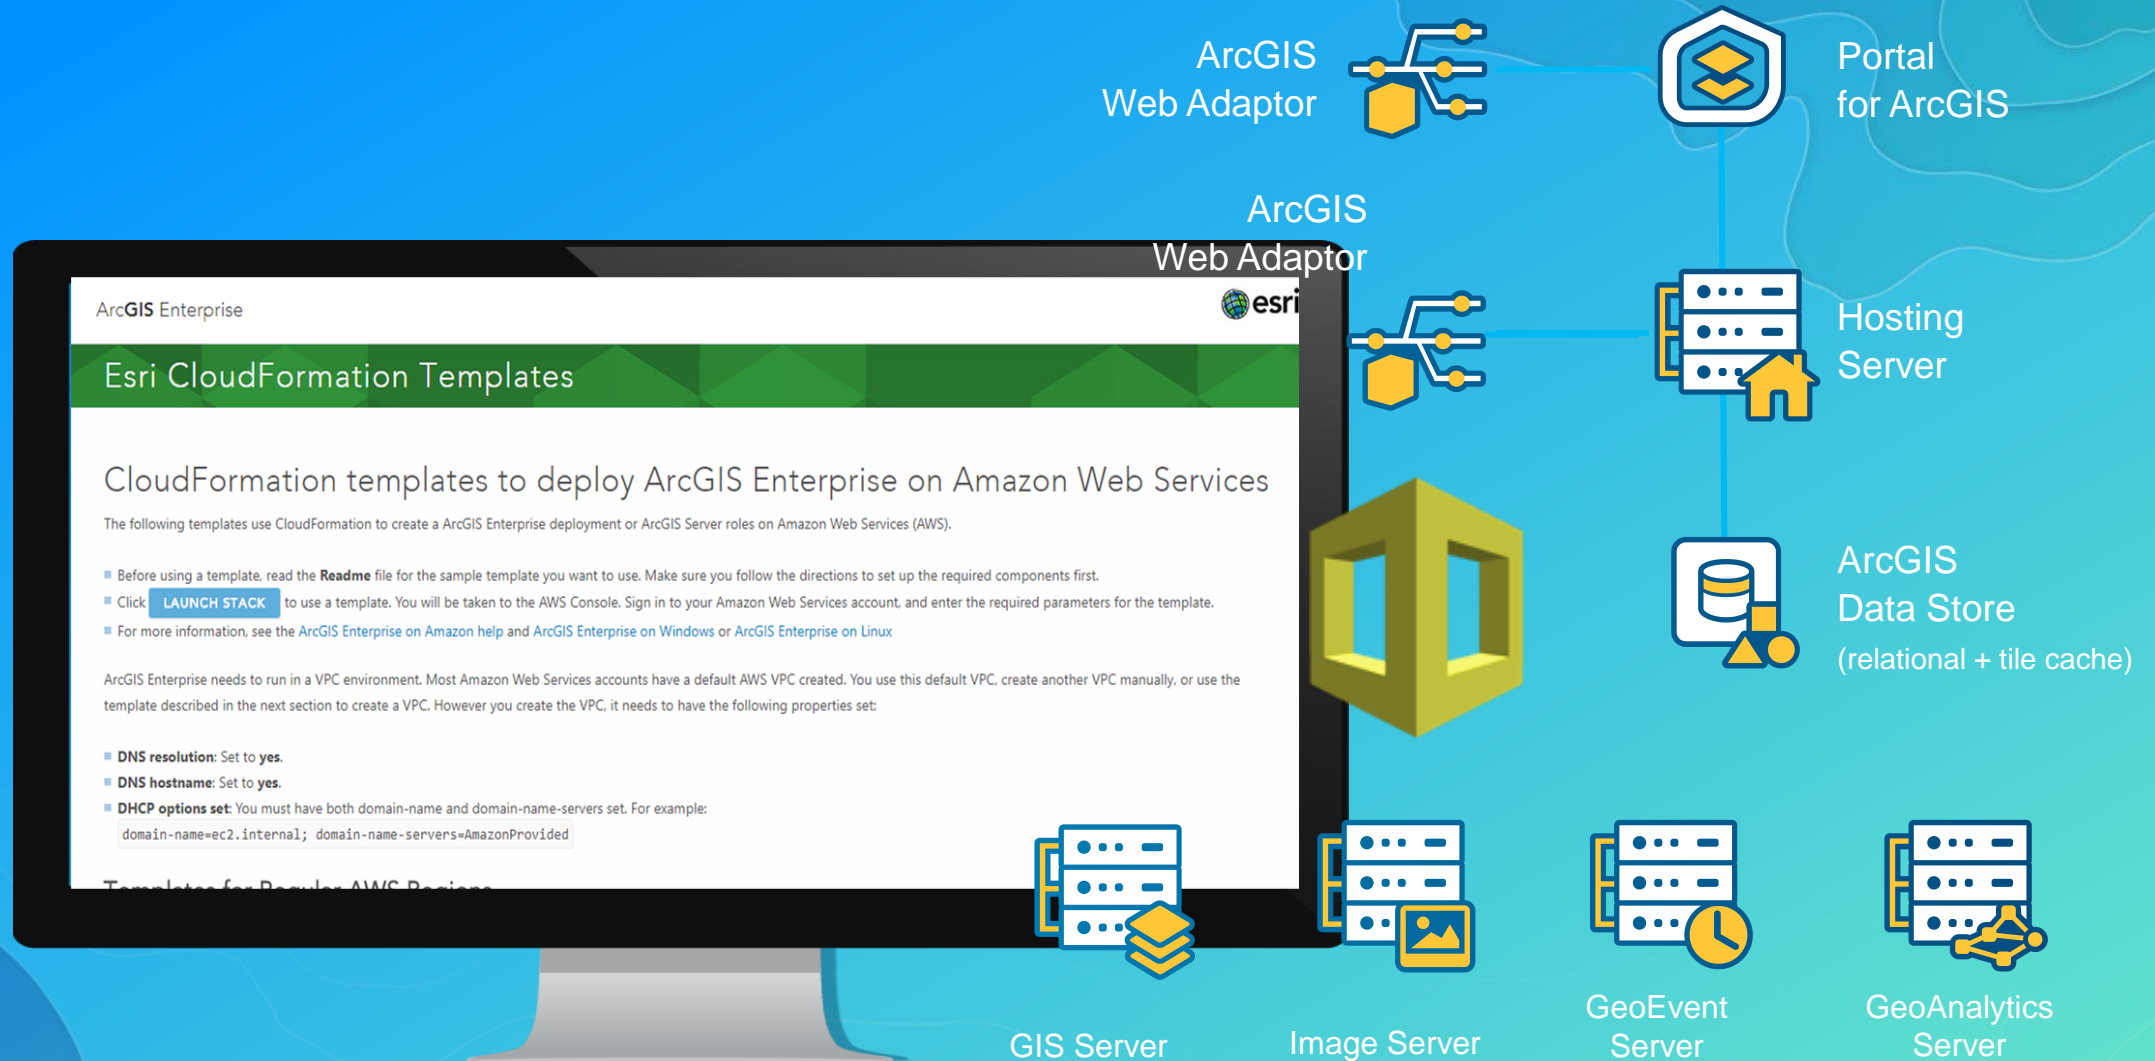 ArcGIS
Web Adaptor
Portal
for ArcGIS
ArcGIS
Web Adaptor
Hosting
Server
ArcGIS
Data Store
(relational + tile cache)
ArcGIS Enterprise
esri
Esri CloudFormation Templates
CloudFormation templates to deploy ArcGIS Enterprise on Amazon Web Services
The following templates use CloudFormation to create a ArcGIS Enterprise deployment or ArcGIS Server roles on Amazon Web Services (AWS).
Before using a template, read the Readme file for the sample template you want to use. Make sure you follow the directions to set up the required components first.
Click LAUNCH STACK to use a template. You will be taken to the AWS Console. Sign in to your Amazon Web Services account, and enter the required parameters for the template.
For more information, see the ArcGIS Enterprise on Amazon help and ArcGIS Enterprise on Windows or ArcGIS Enterprise on Linux
ArcGIS Enterprise needs to run in a VPC environment. Most Amazon Web Services accounts have a default AWS VPC created. You use this default VPC, create another VPC manually, or use the
template described in the next section to create a VPC. However you create the VPC, it needs to have the following properties set:
DNS resolution: Set to yes.
DNS hostname: Set to yes.
DHCP options set: You must have both domain-name and domain-name-servers set. For example:
domain-name=ec2.internal; domain-name-servers=AmazonProvided
Templates for Regular AWS Regions
GIS Server
Image Server
GeoEvent
Server
GeoAnalytics
Server